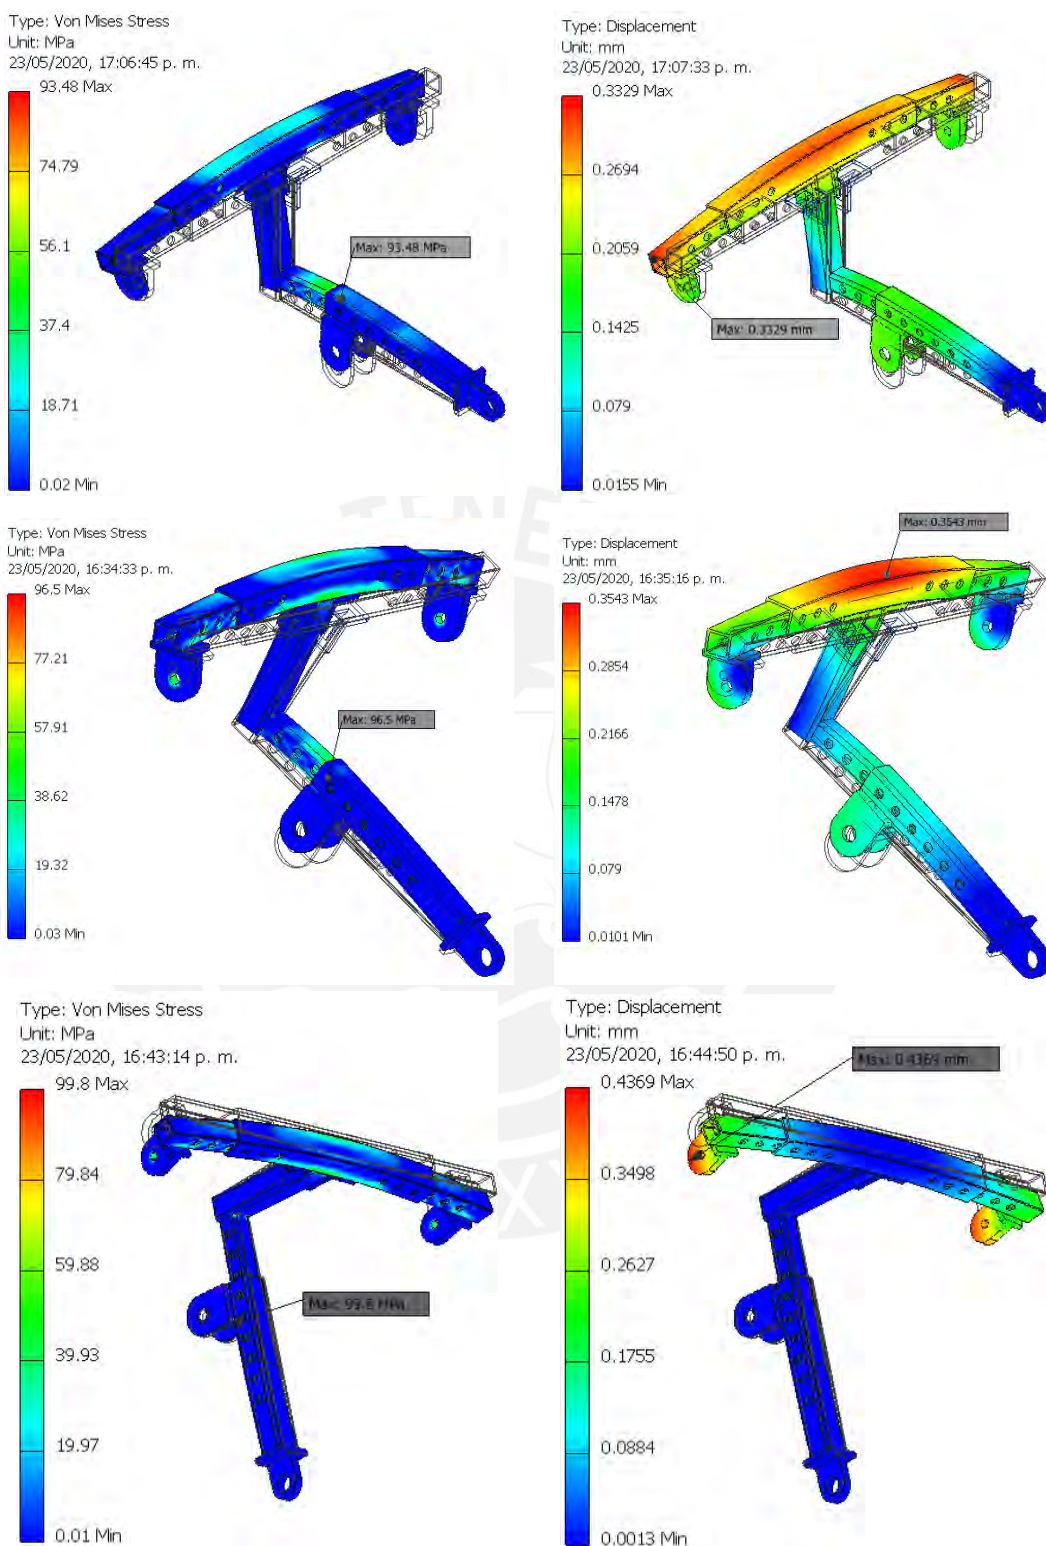 Type: Von Mises Stress
Unit: MPa
23/05/2020, 17:06:45 p. m.
93.48 Max
74.79
56.1
37.4
18.71
0.02 Min
Max: 93.48 MPa
Type: Displacement
Unit: mm
23/05/2020, 17:07:33 p. m.
0.3329 Max
0.2694
0.2059
0.1425
0.079
0.0155 Min
Max: 0.3329 mm
TENE
Type: Von Mises Stress
Unit: MPa
23/05/2020, 16:34:33 p. m.
96.5 Max
77.21
57.91
38.62
19.32
0.03 Min
Max: 96.5 MPa
Type: Displacement
Unit: mm
23/05/2020, 16:35:16 p. m.
0.3543 Max
0.2854
0.2166
0.1478
0.079
0.0101 Min
Max: 0.3543 mm
Type: Von Mises Stress
Unit: MPa
23/05/2020, 16:43:14 p. m.
99.8 Max
79.84
59.88
39.93
19.97
0.01 Min
Max: 99.8 MPa
Type: Displacement
Unit: mm
23/05/2020, 16:44:50 p. m.
0.4369 Max
0.3498
0.2627
0.1755
0.0884
0.0013 Min
Max: 0.4369 mm
X